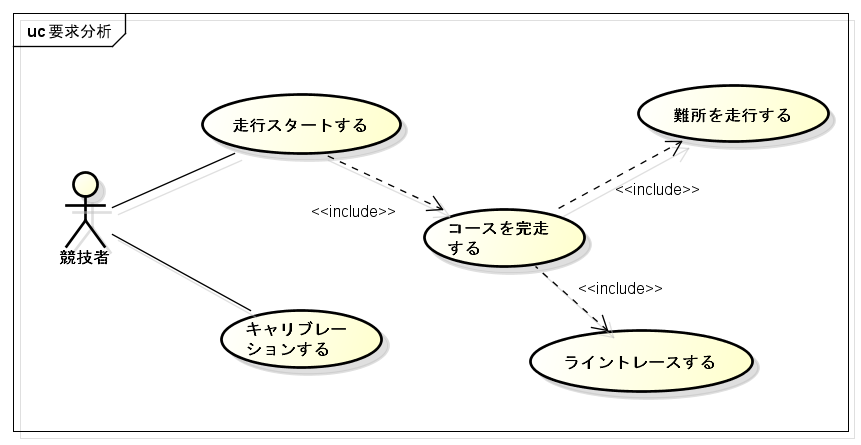 uc 要求分析
走行スタートする
難所を走行する
<<include>>
<<include>>
コースを完走
する
競技者
<<include>>
キャリブレー
ションする
ライントレースする